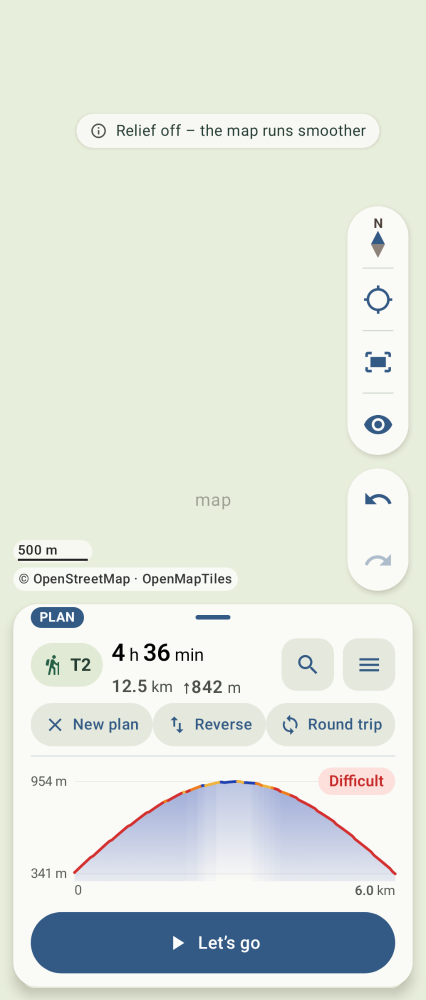 Relief off – the map runs smoother
N
map
500 m
© OpenStreetMap · OpenMapTiles
PLAN
T2
4 h 36 min
12.5 km ↑842 m
New plan
Reverse
Round trip
954 m
Difficult
341 m
0
6.0 km
Let's go